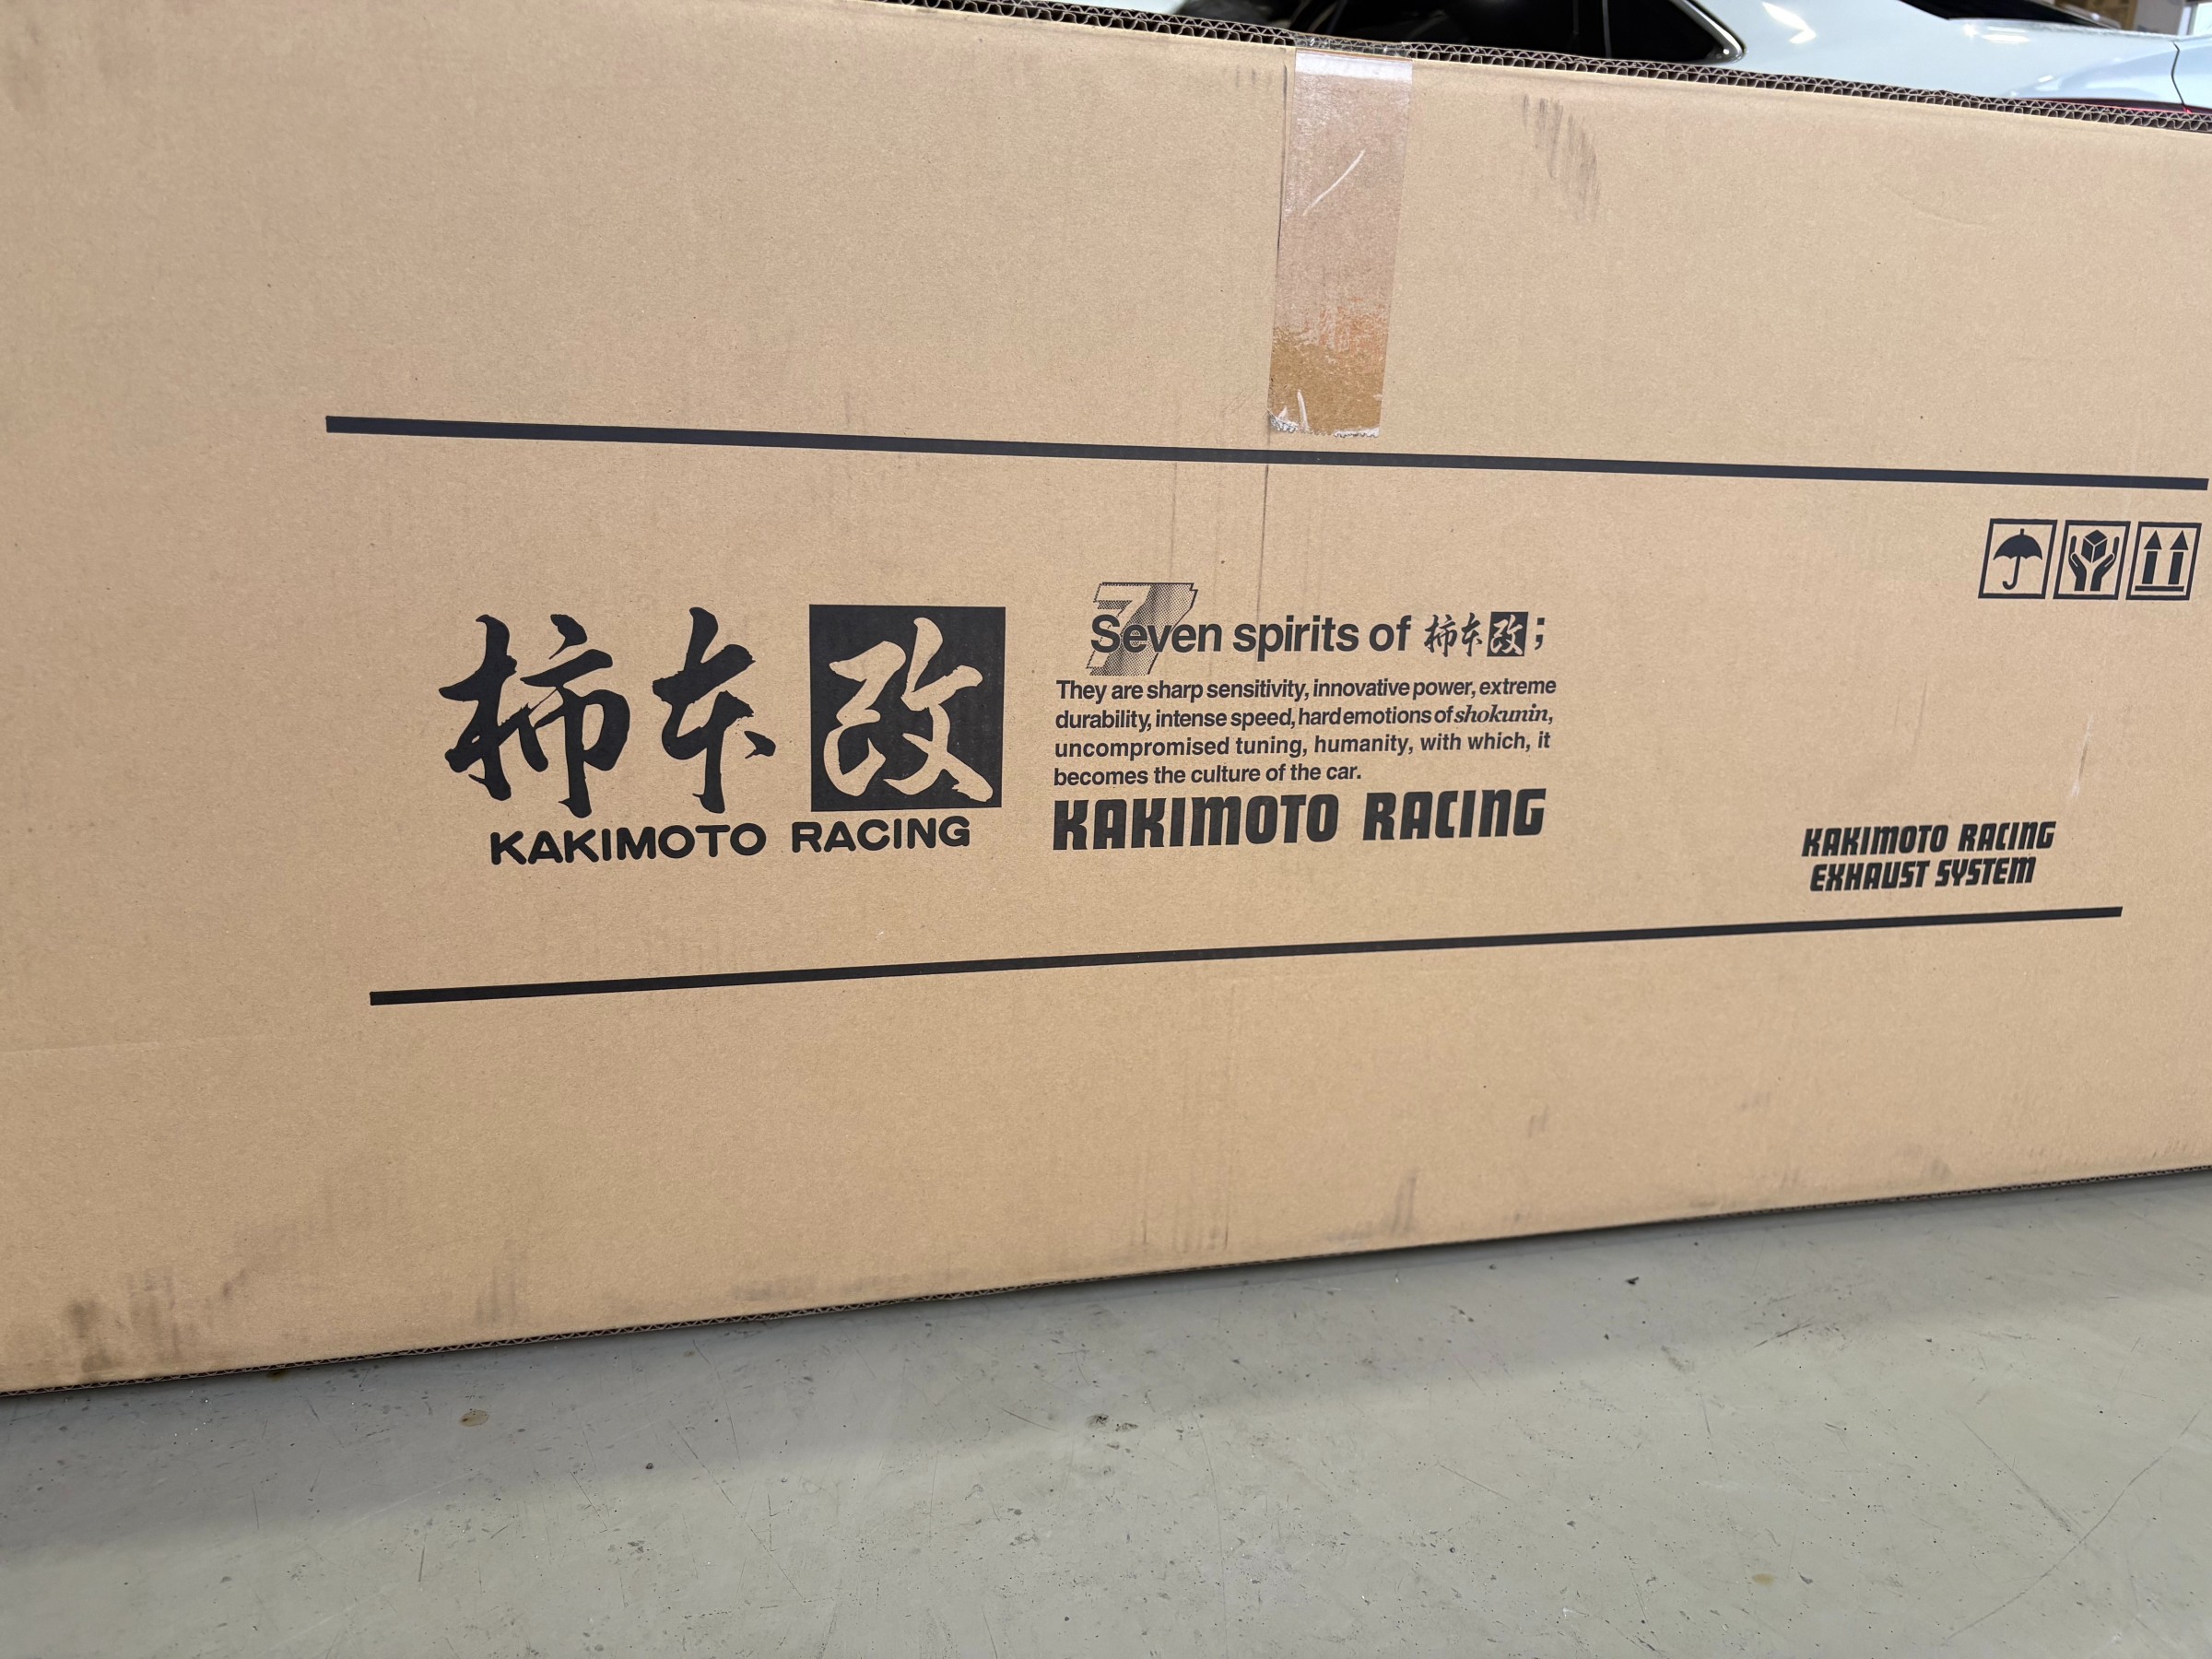 柿本改
KAKIMOTO RACING
7
Seven spirits of 柿本改;
They are sharp sensitivity, innovative power, extreme
durability, intense speed, hard emotions of shokunin,
uncompromised tuning, humanity, with which, it
becomes the culture of the car.
KAKIMOTO RACING
KAKIMOTO RACING
EXHAUST SYSTEM